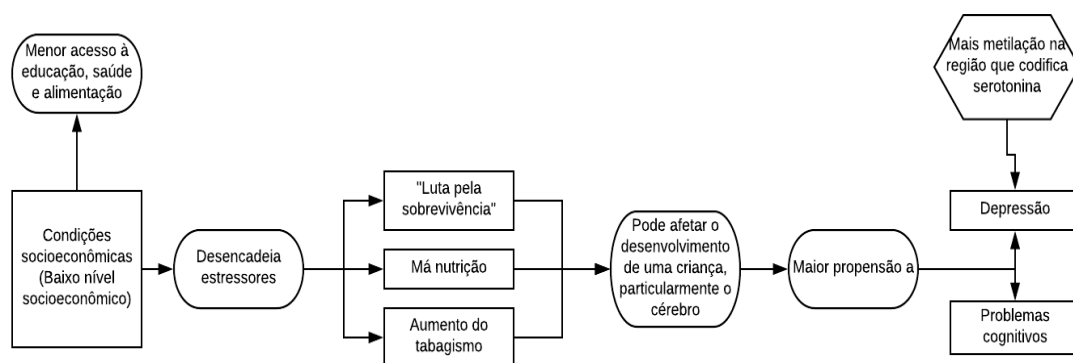 Menor acesso à
educação, saúde
e alimentação
Mais metilação na
região que codifica
serotonina
Condições
socioeconômicas
(Baixo nível
socioeconômico)
Desencadeia
estressores
"Luta pela
sobrevivência"
Má nutrição
Aumento do
tabagismo
Pode afetar o
desenvolvimento
de uma criança,
particularmente o
cérebro
Maior propensão a
Depressão
Problemas
cognitivos